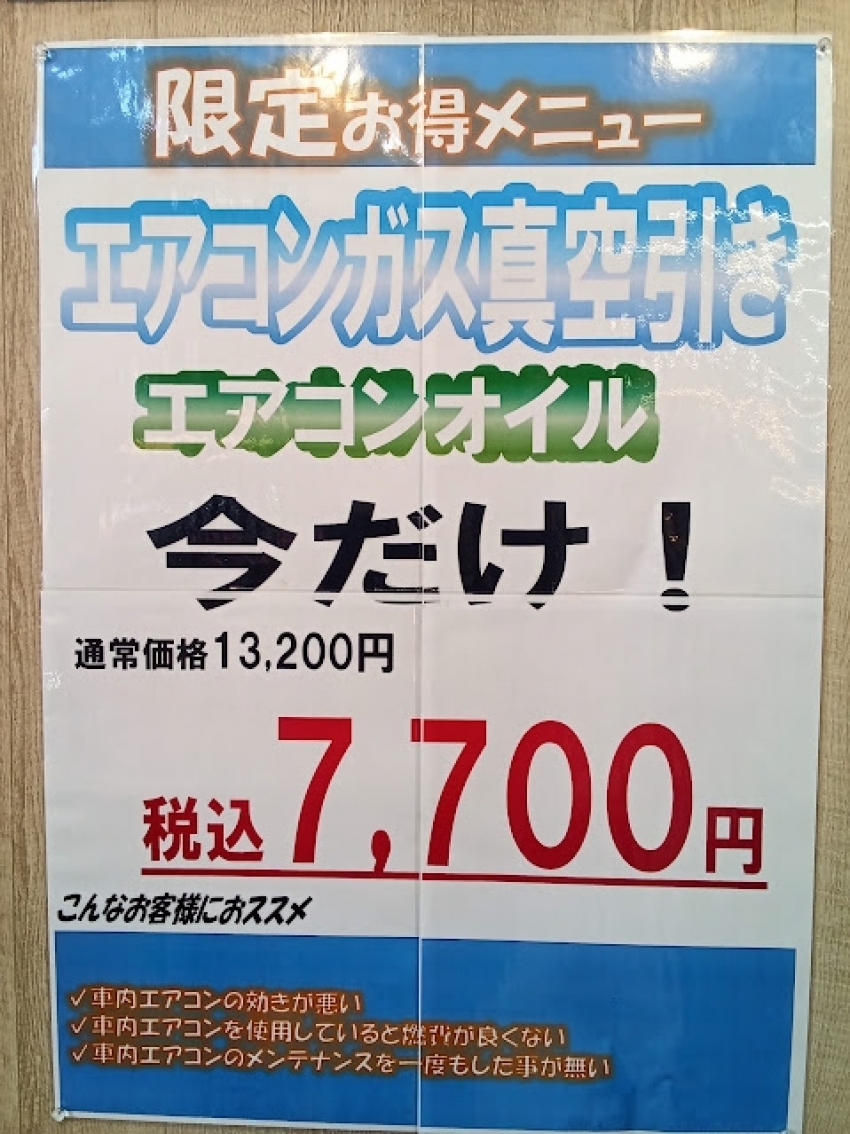 限定お得メニュー
エアコンガス真空引き
エアコンオイル
今だけ！
通常価格13,200円
税込7,700円
こんなお客様におススメ
✓車内エアコンの効きが悪い
✓車内エアコンを使用していると燃費が良くない
✓車内エアコンのメンテナンスを一度もした事が無い